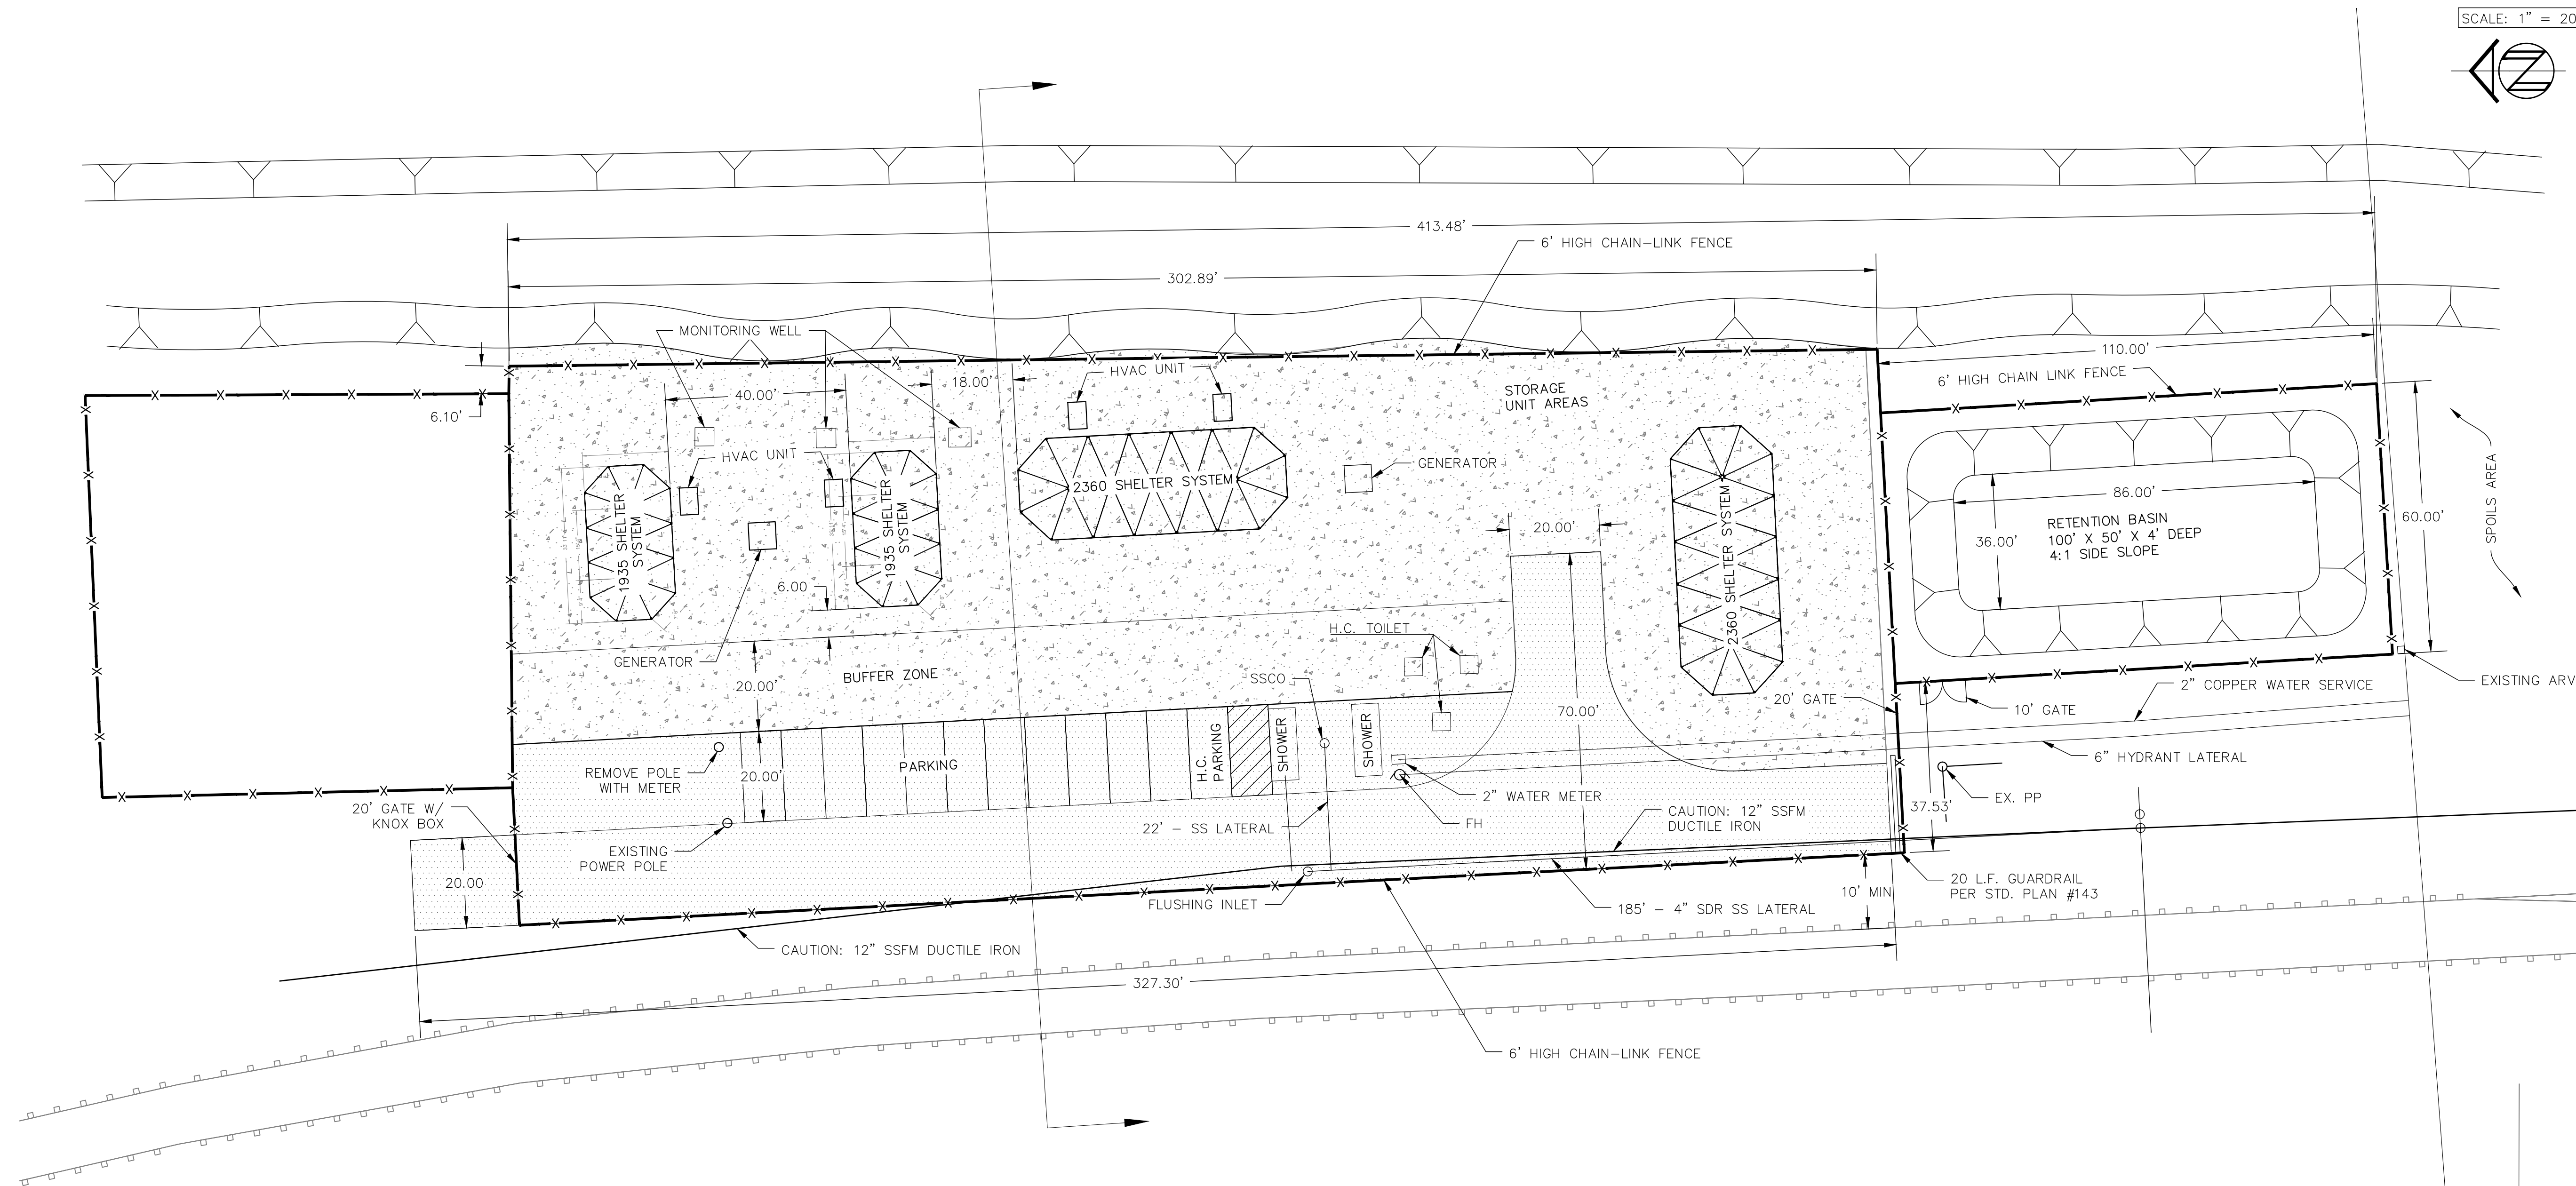 SCALE: 1" = 20
Z
413.48'
6' HIGH CHAIN-LINK FENCE
302.89'
MONITORING WELL
110.00'
6' HIGH CHAIN LINK FENCE
HVAC UNIT
18.00'
40.00'
6.10'
STORAGE
UNIT AREAS
HVAC UNIT
GENERATOR
2360 SHELTER SYSTEM
1935 SHELTER
SYSTEM
1935 SHELTER
SYSTEM
2360 SHELTER SYSTEM
20.00'
86.00'
36.00'
RETENTION BASIN
100' X 50' X 4' DEEP
4:1 SIDE SLOPE
60.00'
SPOILS AREA
6.00
GENERATOR
BUFFER ZONE
H.C. TOILET
SSCO
20.00'
70.00'
20' GATE
10' GATE
2" COPPER WATER SERVICE
EXISTING ARV
REMOVE POLE
WITH METER
20.00'
PARKING
H.C.
PARKING
SHOWER
SHOWER
6" HYDRANT LATERAL
2" WATER METER
FH
EX. PP
37.53'
20' GATE W/
KNOX BOX
22' - SS LATERAL
CAUTION: 12" SSFM
DUCTILE IRON
EXISTING
POWER POLE
20.00
FLUSHING INLET
185' - 4" SDR SS LATERAL
10' MIN
20 L.F. GUARDRAIL
PER STD. PLAN #143
CAUTION: 12" SSFM DUCTILE IRON
327.30'
6' HIGH CHAIN-LINK FENCE